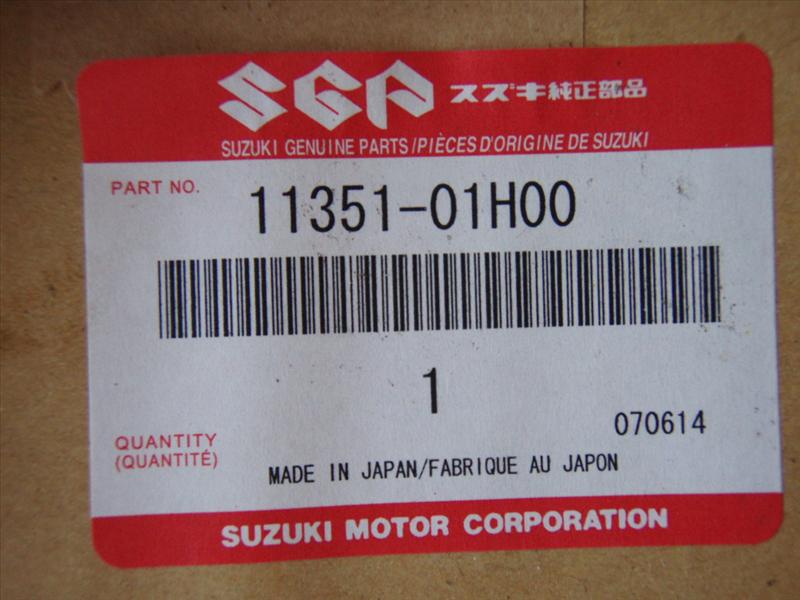 SGP スズキ純正部品
SUZUKI GENUINE PARTS/PIÈCES D'ORIGINE DE SUZUKI
PART NO. 11351-01H00
1
070614
QUANTITY
(QUANTITÉ)
MADE IN JAPAN/FABRIQUE AU JAPON
SUZUKI MOTOR CORPORATION